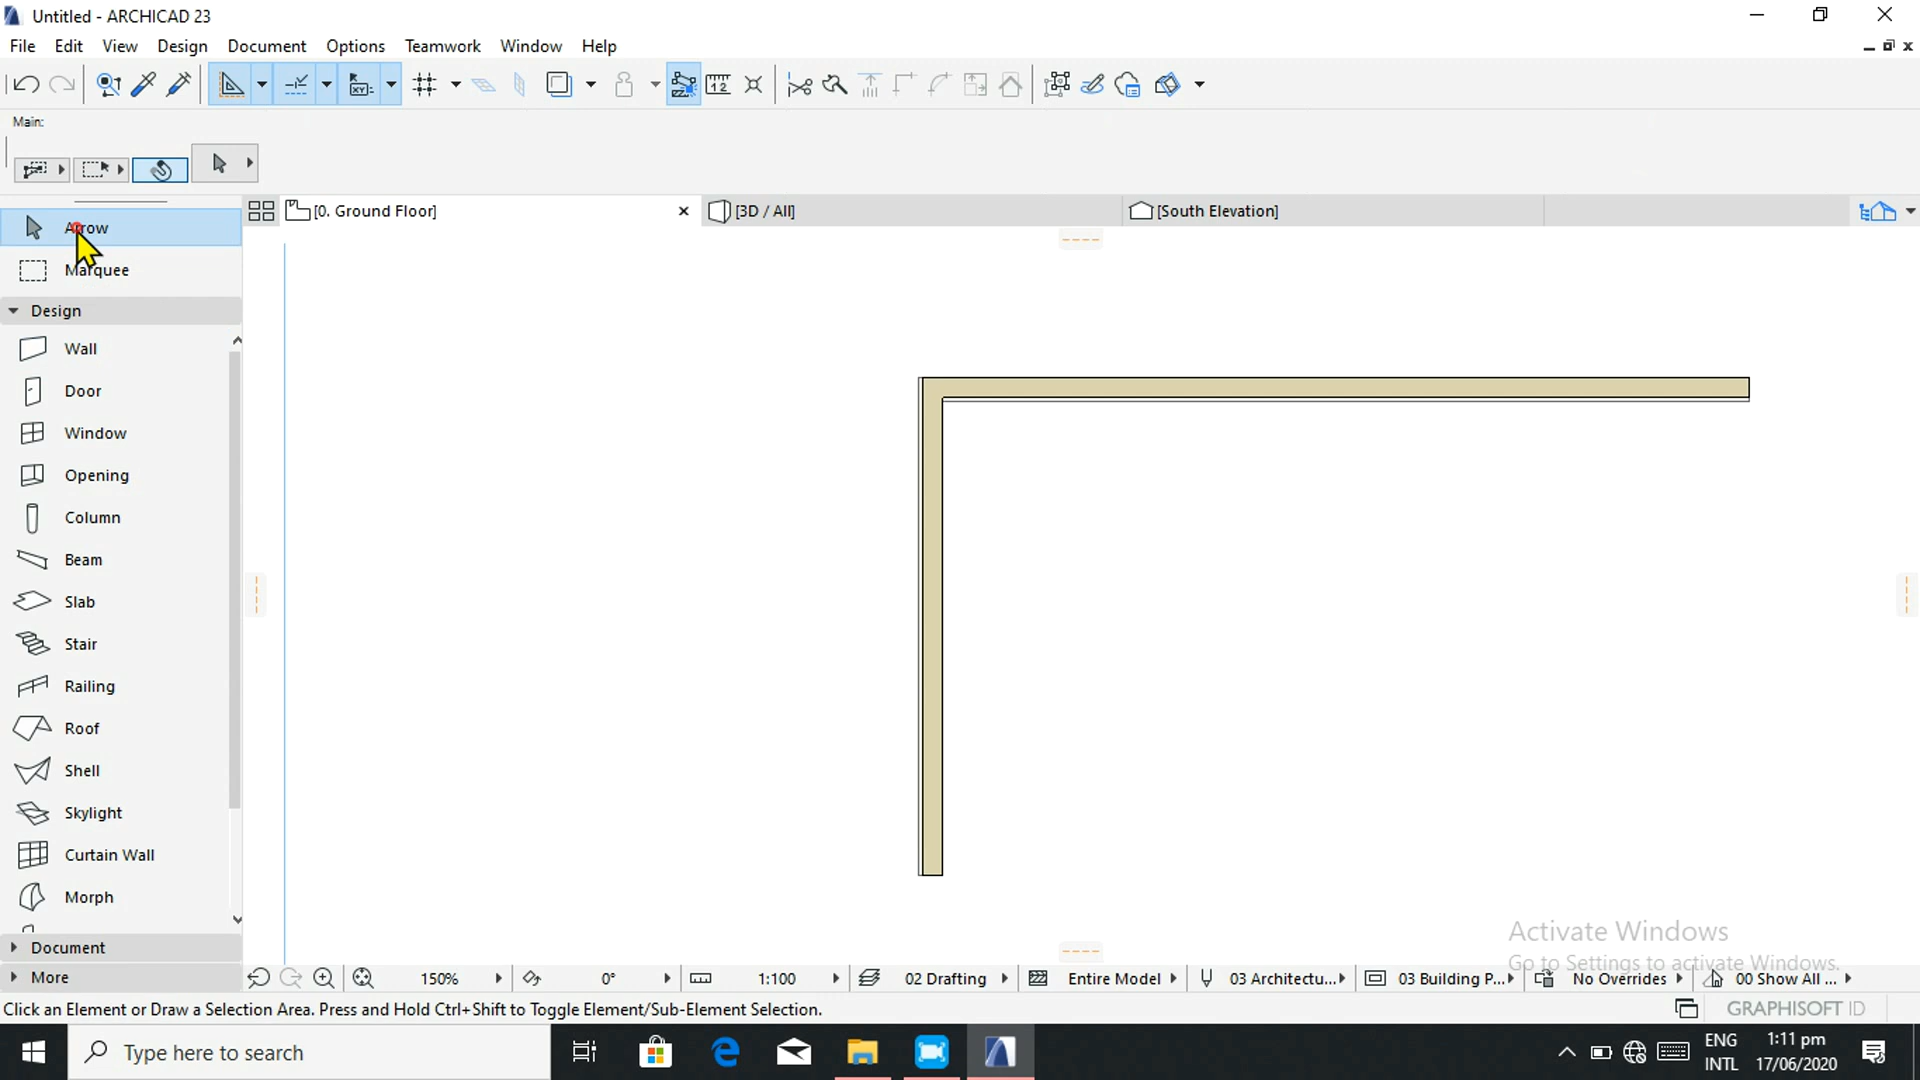 Untitled - ARCHICAD 23
File Edit View Design Document Options Teamwork Window Help
Main:
[0. Ground Floor]
[3D / All]
[South Elevation]
Arrow
Marquee
Design
Wall
Door
Window
Opening
Column
Beam
Slab
Stair
Railing
Roof
Shell
Skylight
Curtain Wall
Morph
Document
More
Activate Windows
Go to Settings to activate Windows.
150% 0° 1:100 02 Drafting Entire Model 03 Architectu... 03 Building P... No Overrides 00 Show All ...
Click an Element or Draw a Selection Area. Press and Hold Ctrl+Shift to Toggle Element/Sub-Element Selection.
GRAPHISOFT ID
Type here to search
ENG
INTL
1:11 pm
17/06/2020